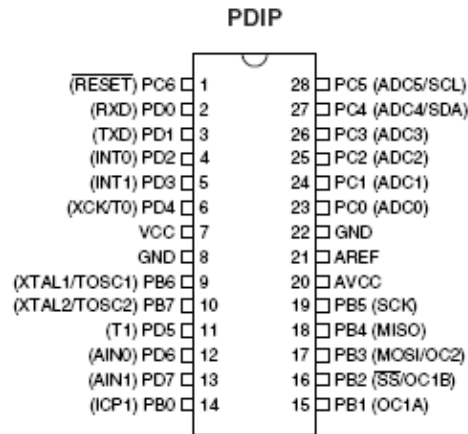 PDIP
(RESET) PC6 1 28 PC5 (ADC5/SCL)
(RXD) PD0 2 27 PC4 (ADC4/SDA)
(TXD) PD1 3 26 PC3 (ADC3)
(INT0) PD2 4 25 PC2 (ADC2)
(INT1) PD3 5 24 PC1 (ADC1)
(XCK/T0) PD4 6 23 PC0 (ADC0)
VCC 7 22 GND
GND 8 21 AREF
(XTAL1/TOSC1) PB6 9 20 AVCC
(XTAL2/TOSC2) PB7 10 19 PB5 (SCK)
(T1) PD5 11 18 PB4 (MISO)
(AIN0) PD6 12 17 PB3 (MOSI/OC2)
(AIN1) PD7 13 16 PB2 (SS/OC1B)
(ICP1) PB0 14 15 PB1 (OC1A)